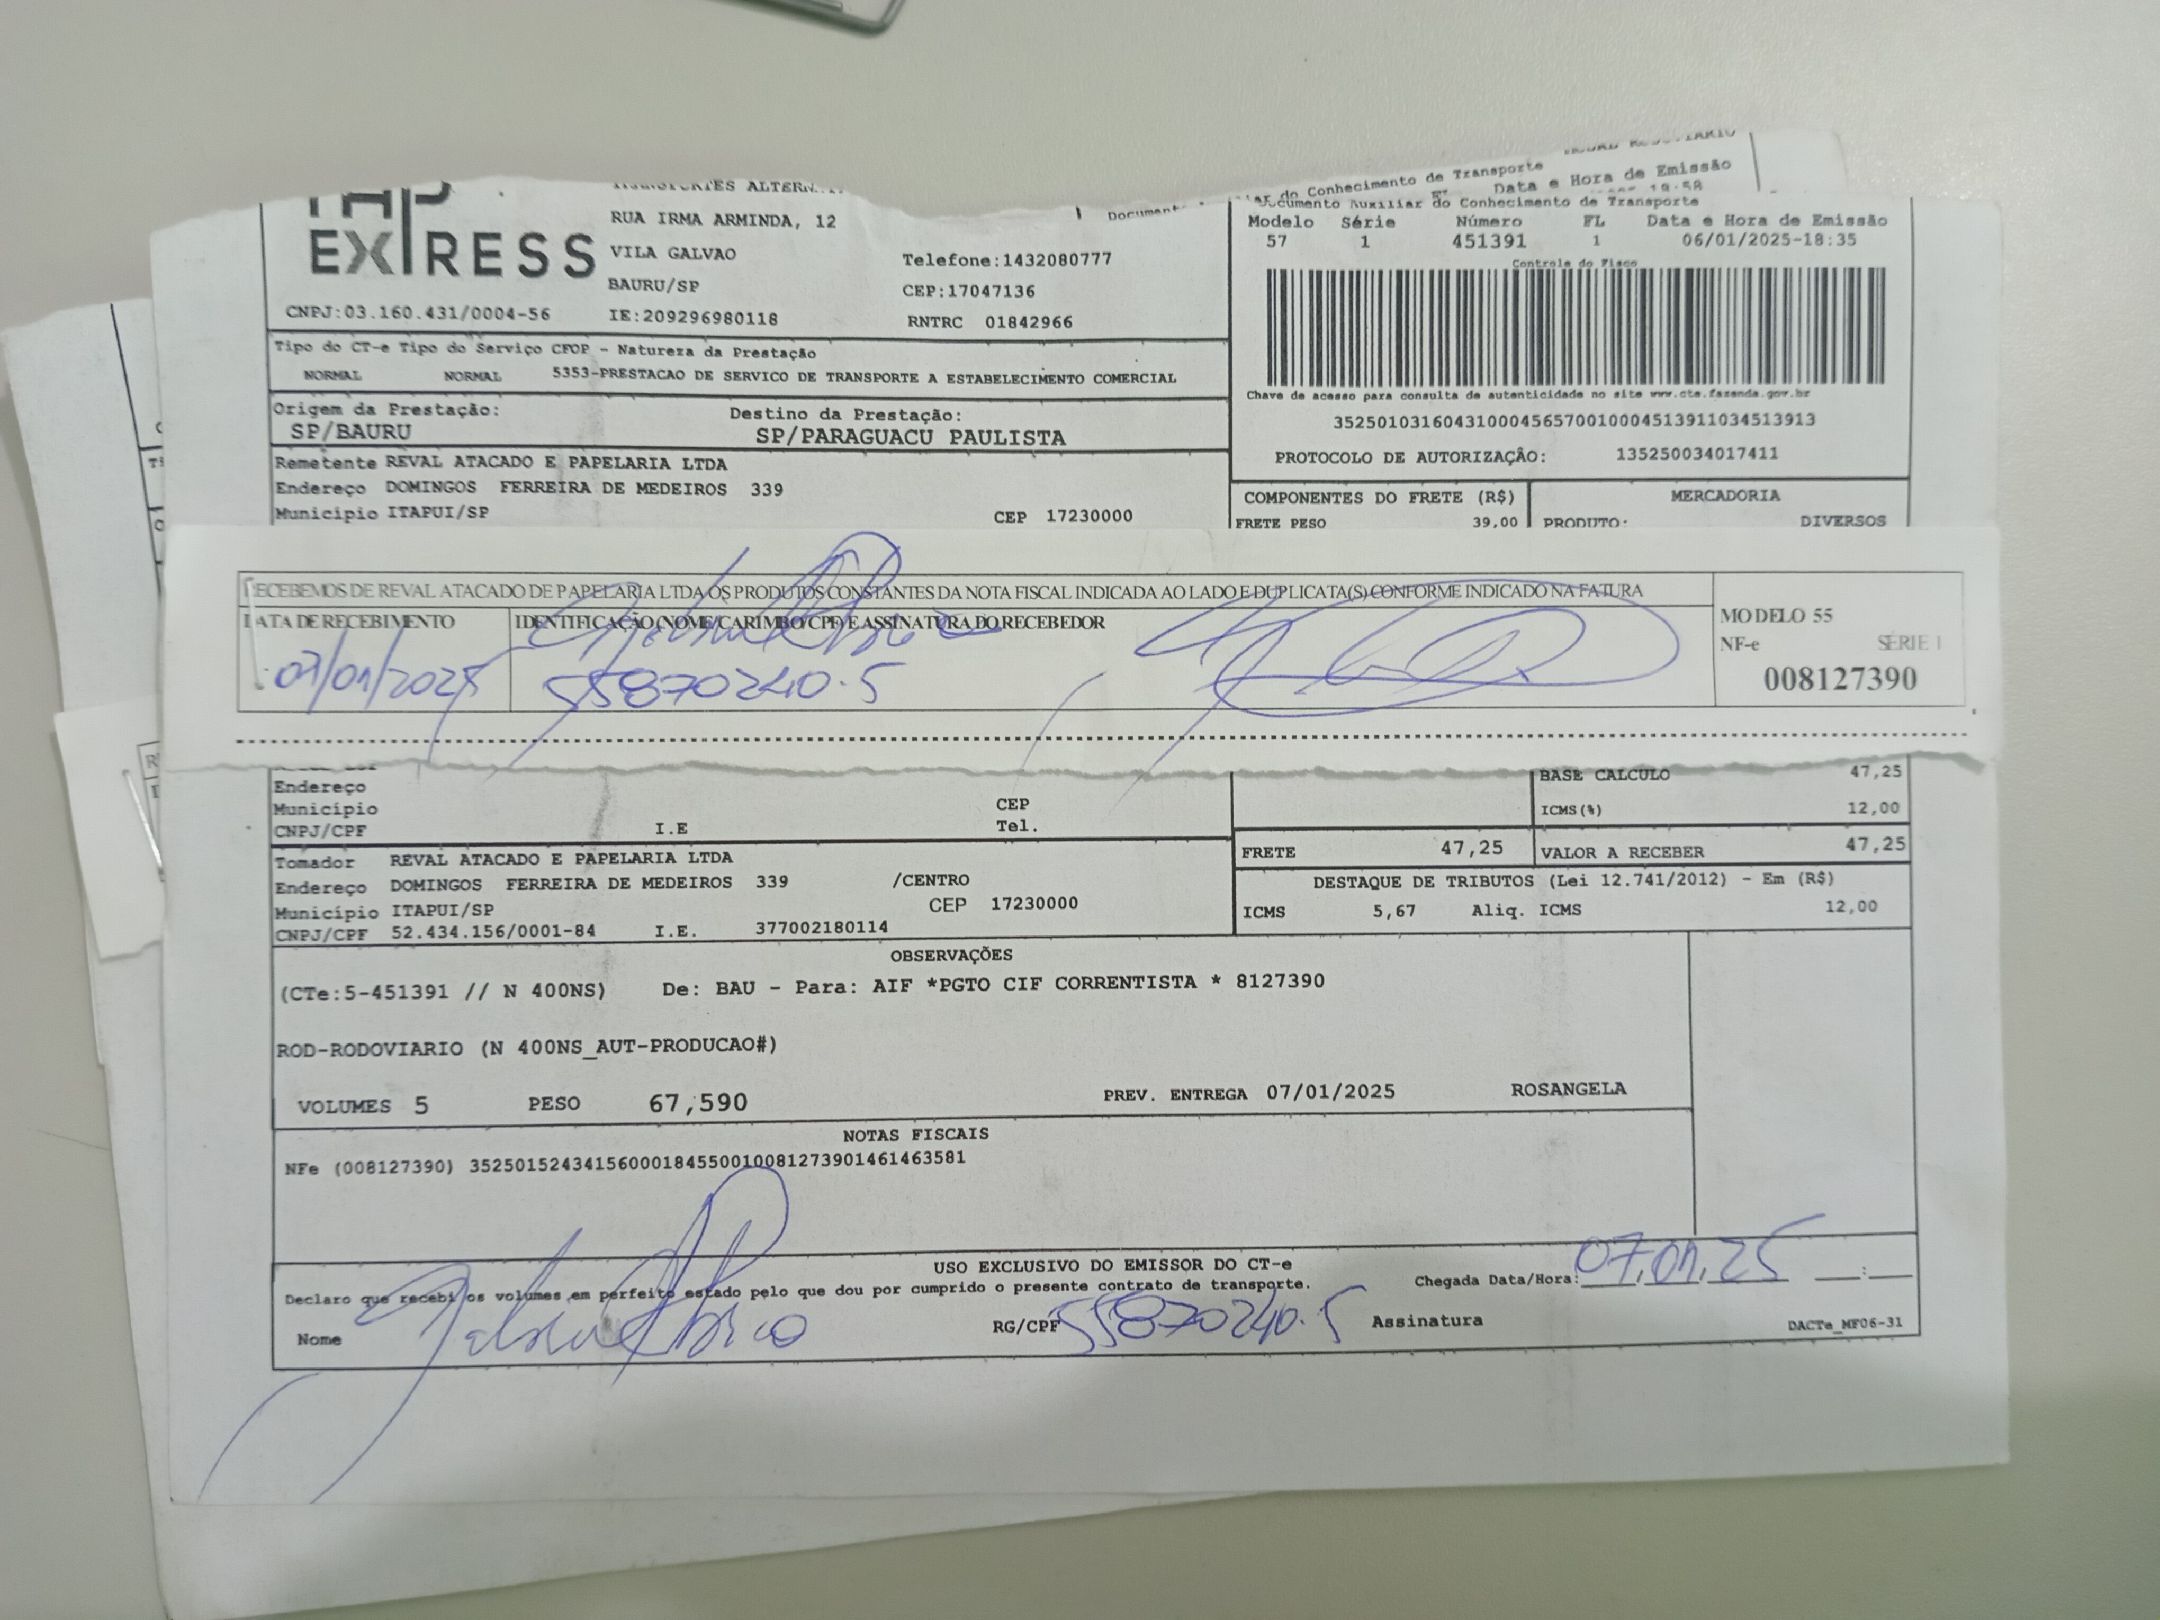 EXPRESS
RUA IRMA ARMINDA, 12
VILA GALVAO
BAURU/SP
Telefone:1432080777
CEP:17047136
CNPJ:03.160.431/0004-56
IE:209296980118
RNTRC 01842966
do Conhecimento de Transporte
Data e Hora de Emissão
Documento Auxiliar do Conhecimento de Transporte
Modelo Série Número FL Data e Hora de Emissão
57 1 451391 1 06/01/2025-18:35
Controle do Fisco
Chave de acesso para consulta de autenticidade no site www.cte.fazenda.gov.br
35250103160431000456570010004513911034513913
PROTOCOLO DE AUTORIZAÇÃO: 135250034017411
Tipo do CT-e Tipo do Serviço CFOP - Natureza da Prestação
NORMAL NORMAL 5353-PRESTACAO DE SERVICO DE TRANSPORTE A ESTABELECIMENTO COMERCIAL
Origem da Prestação: Destino da Prestação:
SP/BAURU SP/PARAGUACU PAULISTA
Remetente REVAL ATACADO E PAPELARIA LTDA
Endereço DOMINGOS FERREIRA DE MEDEIROS 339
Município ITAPUI/SP CEP 17230000
COMPONENTES DO FRETE (R$) MERCADORIA
FRETE PESO 39,00 PRODUTO: DIVERSOS
RECEBEMOS DE REVAL ATACADO DE PAPELARIA LTDA OS PRODUTOS CONSTANTES DA NOTA FISCAL INDICADA AO LADO E DUPLICATA(S) CONFORME INDICADO NA FATURA
DATA DE RECEBIMENTO IDENTIFICAÇÃO (NOME/CARIMBO/CPF) E ASSINATURA DO RECEBEDOR
07/01/2025 55870240.5
MODELO 55
NF-e SÉRIE 1
008127390
Endereço
Município CEP
CNPJ/CPF I.E Tel.
BASE CALCULO 47,25
ICMS(%) 12,00
FRETE 47,25 VALOR A RECEBER 47,25
Tomador REVAL ATACADO E PAPELARIA LTDA
Endereço DOMINGOS FERREIRA DE MEDEIROS 339 /CENTRO
Município ITAPUI/SP CEP 17230000
CNPJ/CPF 52.434.156/0001-84 I.E. 377002180114
DESTAQUE DE TRIBUTOS (Lei 12.741/2012) - Em (R$)
ICMS 5,67 Aliq. ICMS 12,00
OBSERVAÇÕES
(CTe:5-451391 // N 400NS) De: BAU - Para: AIF *PGTO CIF CORRENTISTA * 8127390
ROD-RODOVIARIO (N 400NS_AUT-PRODUCAO#)
VOLUMES 5 PESO 67,590 PREV. ENTREGA 07/01/2025 ROSANGELA
NOTAS FISCAIS
NFe (008127390) 35250152434156000184550010081273901461463581
USO EXCLUSIVO DO EMISSOR DO CT-e
Declaro que recebi os volumes em perfeito estado pelo que dou por cumprido o presente contrato de transporte.
Chegada Data/Hora: 07.01.25 __:__
Nome RG/CPF 55870240.5 Assinatura
DACTe_MF06-31